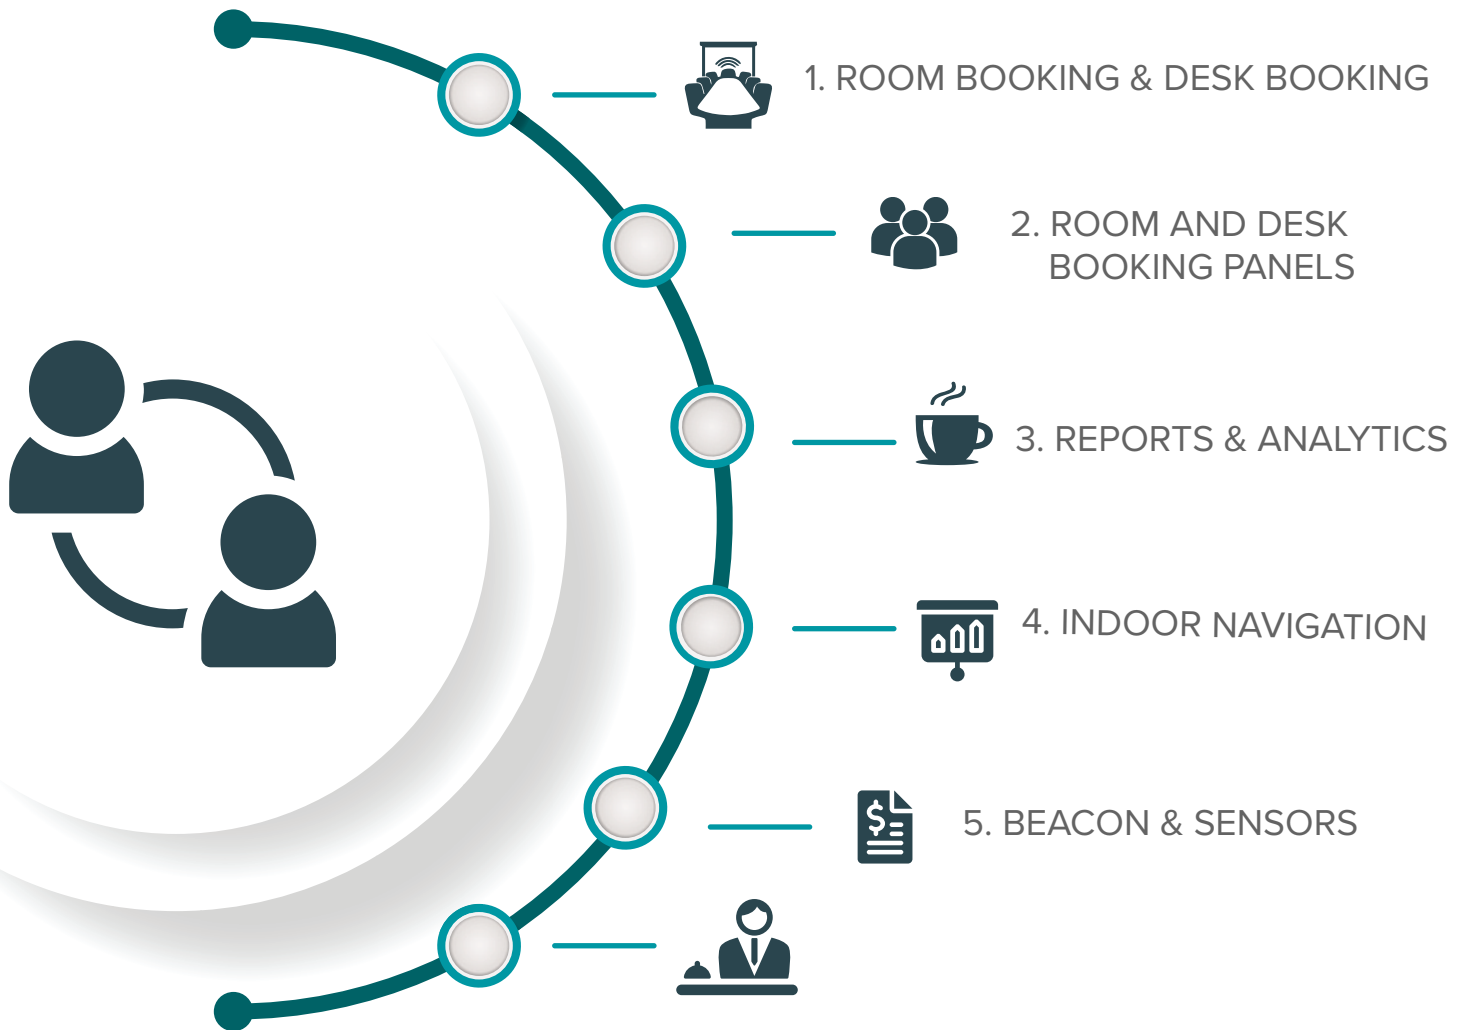 1. ROOM BOOKING & DESK BOOKING
2. ROOM AND DESK
BOOKING PANELS
3. REPORTS & ANALYTICS
4. INDOOR NAVIGATION
$
5. BEACON & SENSORS